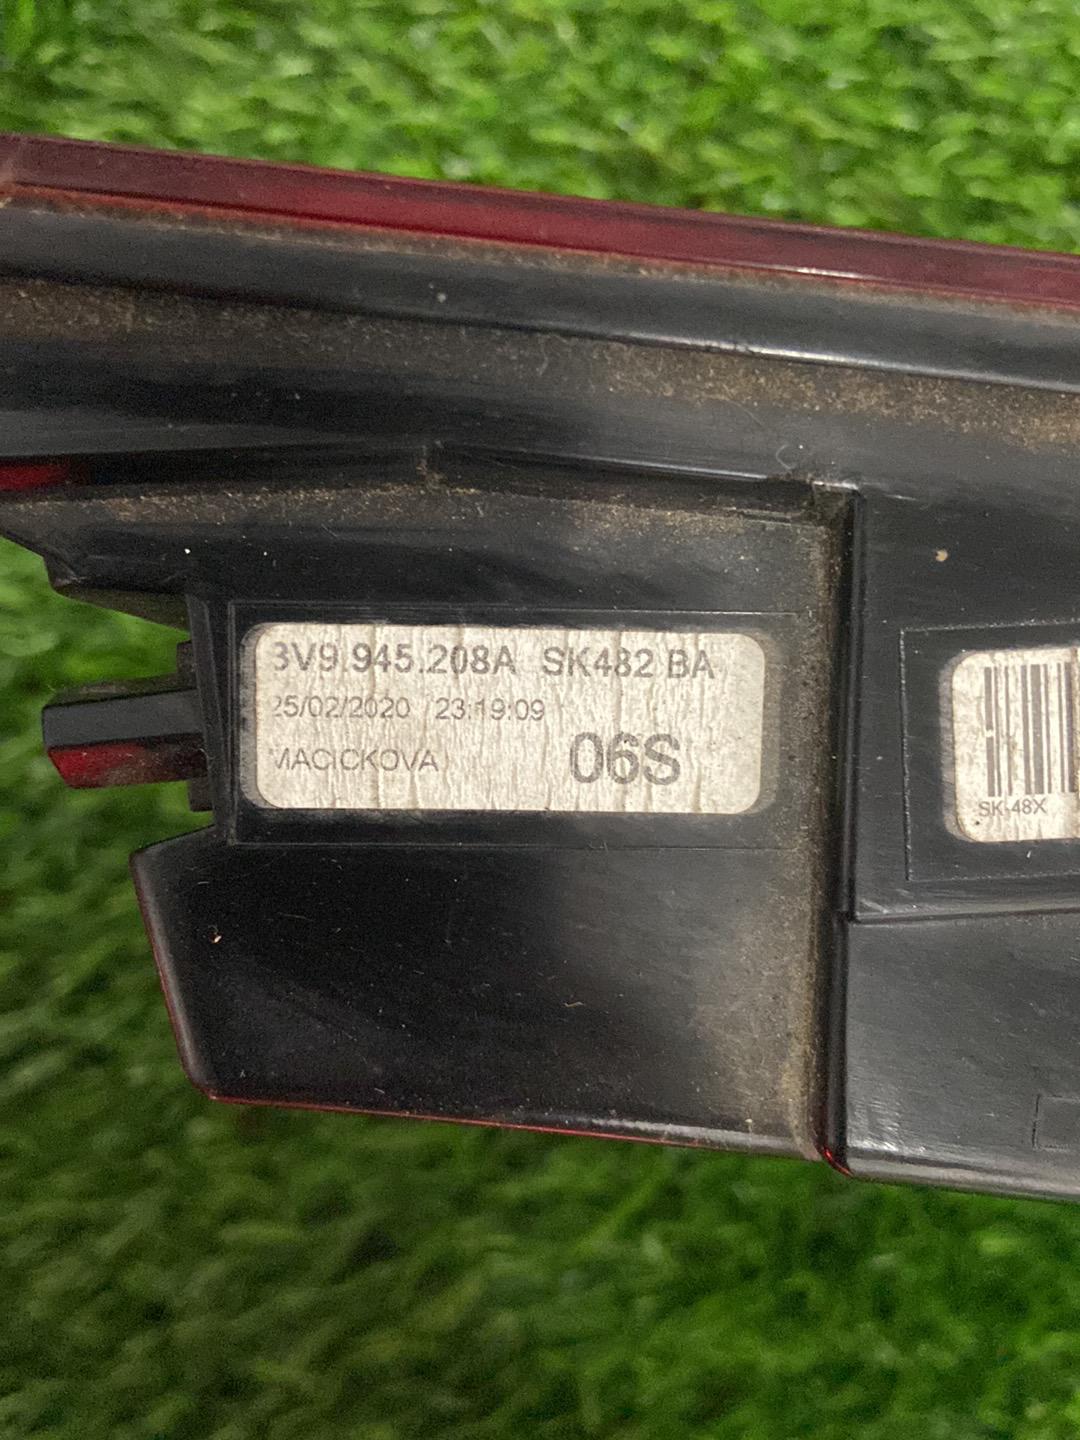 3V9.945.208A SK482 BA
25/02/2020 23:19:09
MACICKOVA 06S
SK-48X